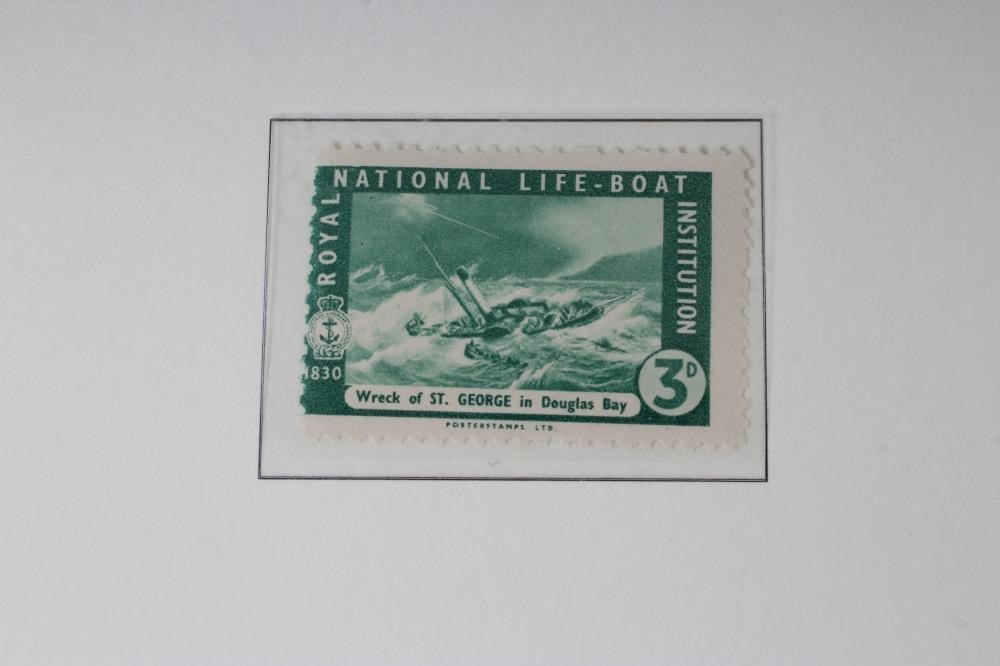 ROYAL
NATIONAL LIFE-BOAT
INSTITUTION
1830
3D
Wreck of ST. GEORGE in Douglas Bay
POSTERSTAMPS LTD.